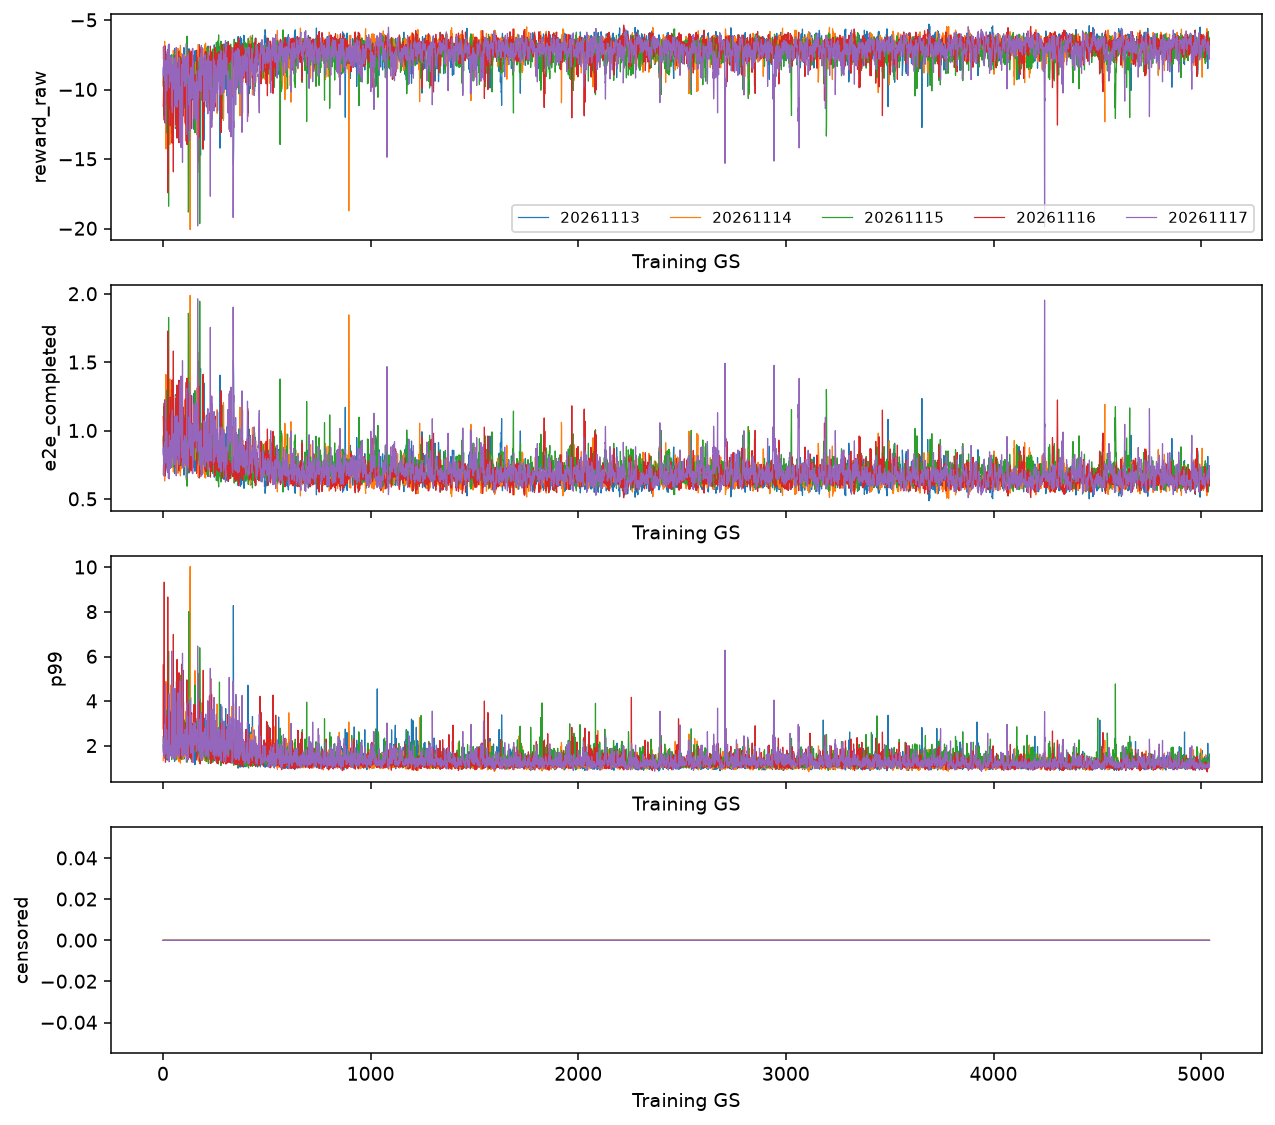 reward_raw
−5
−10
−15
−20
20261113 20261114 20261115 20261116 20261117
Training GS
e2e_completed
2.0
1.5
1.0
0.5
Training GS
p99
10
8
6
4
2
Training GS
censored
0.04
0.02
0.00
−0.02
−0.04
0 1000 2000 3000 4000 5000
Training GS